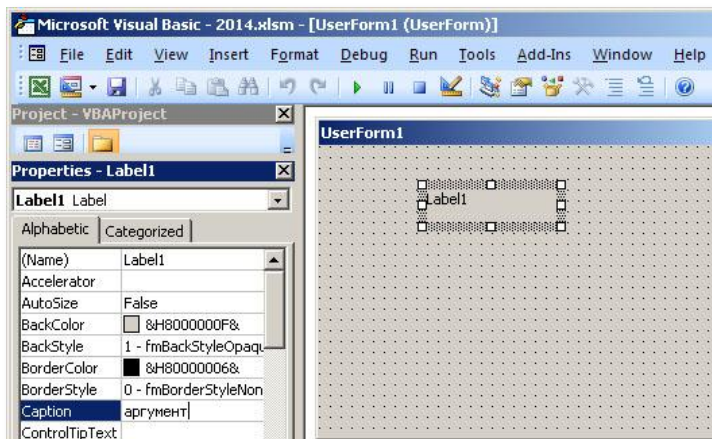 Microsoft Visual Basic - 2014.xlsm - [UserForm1 (UserForm)]
File Edit View Insert Format Debug Run Tools Add-Ins Window Help
Project - VBAProject
UserForm1
Properties - Label1
Label1 Label
Label1
Alphabetic Categorized
(Name) Label1
Accelerator
AutoSize False
BackColor &H8000000F&
BackStyle 1 - fmBackStyleOpaqu
BorderColor &H80000006&
BorderStyle 0 - fmBorderStyleNon
Caption аргумент
ControlTipText